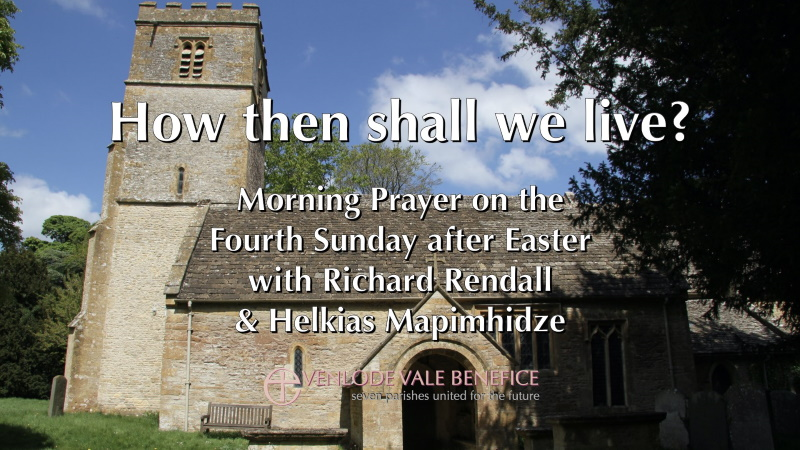 How then shall we live?
Morning Prayer on the
Fourth Sunday after Easter
with Richard Rendall
& Helkias Mapimhidze
VENLODE VALE BENEFICE
seven parishes united for the future